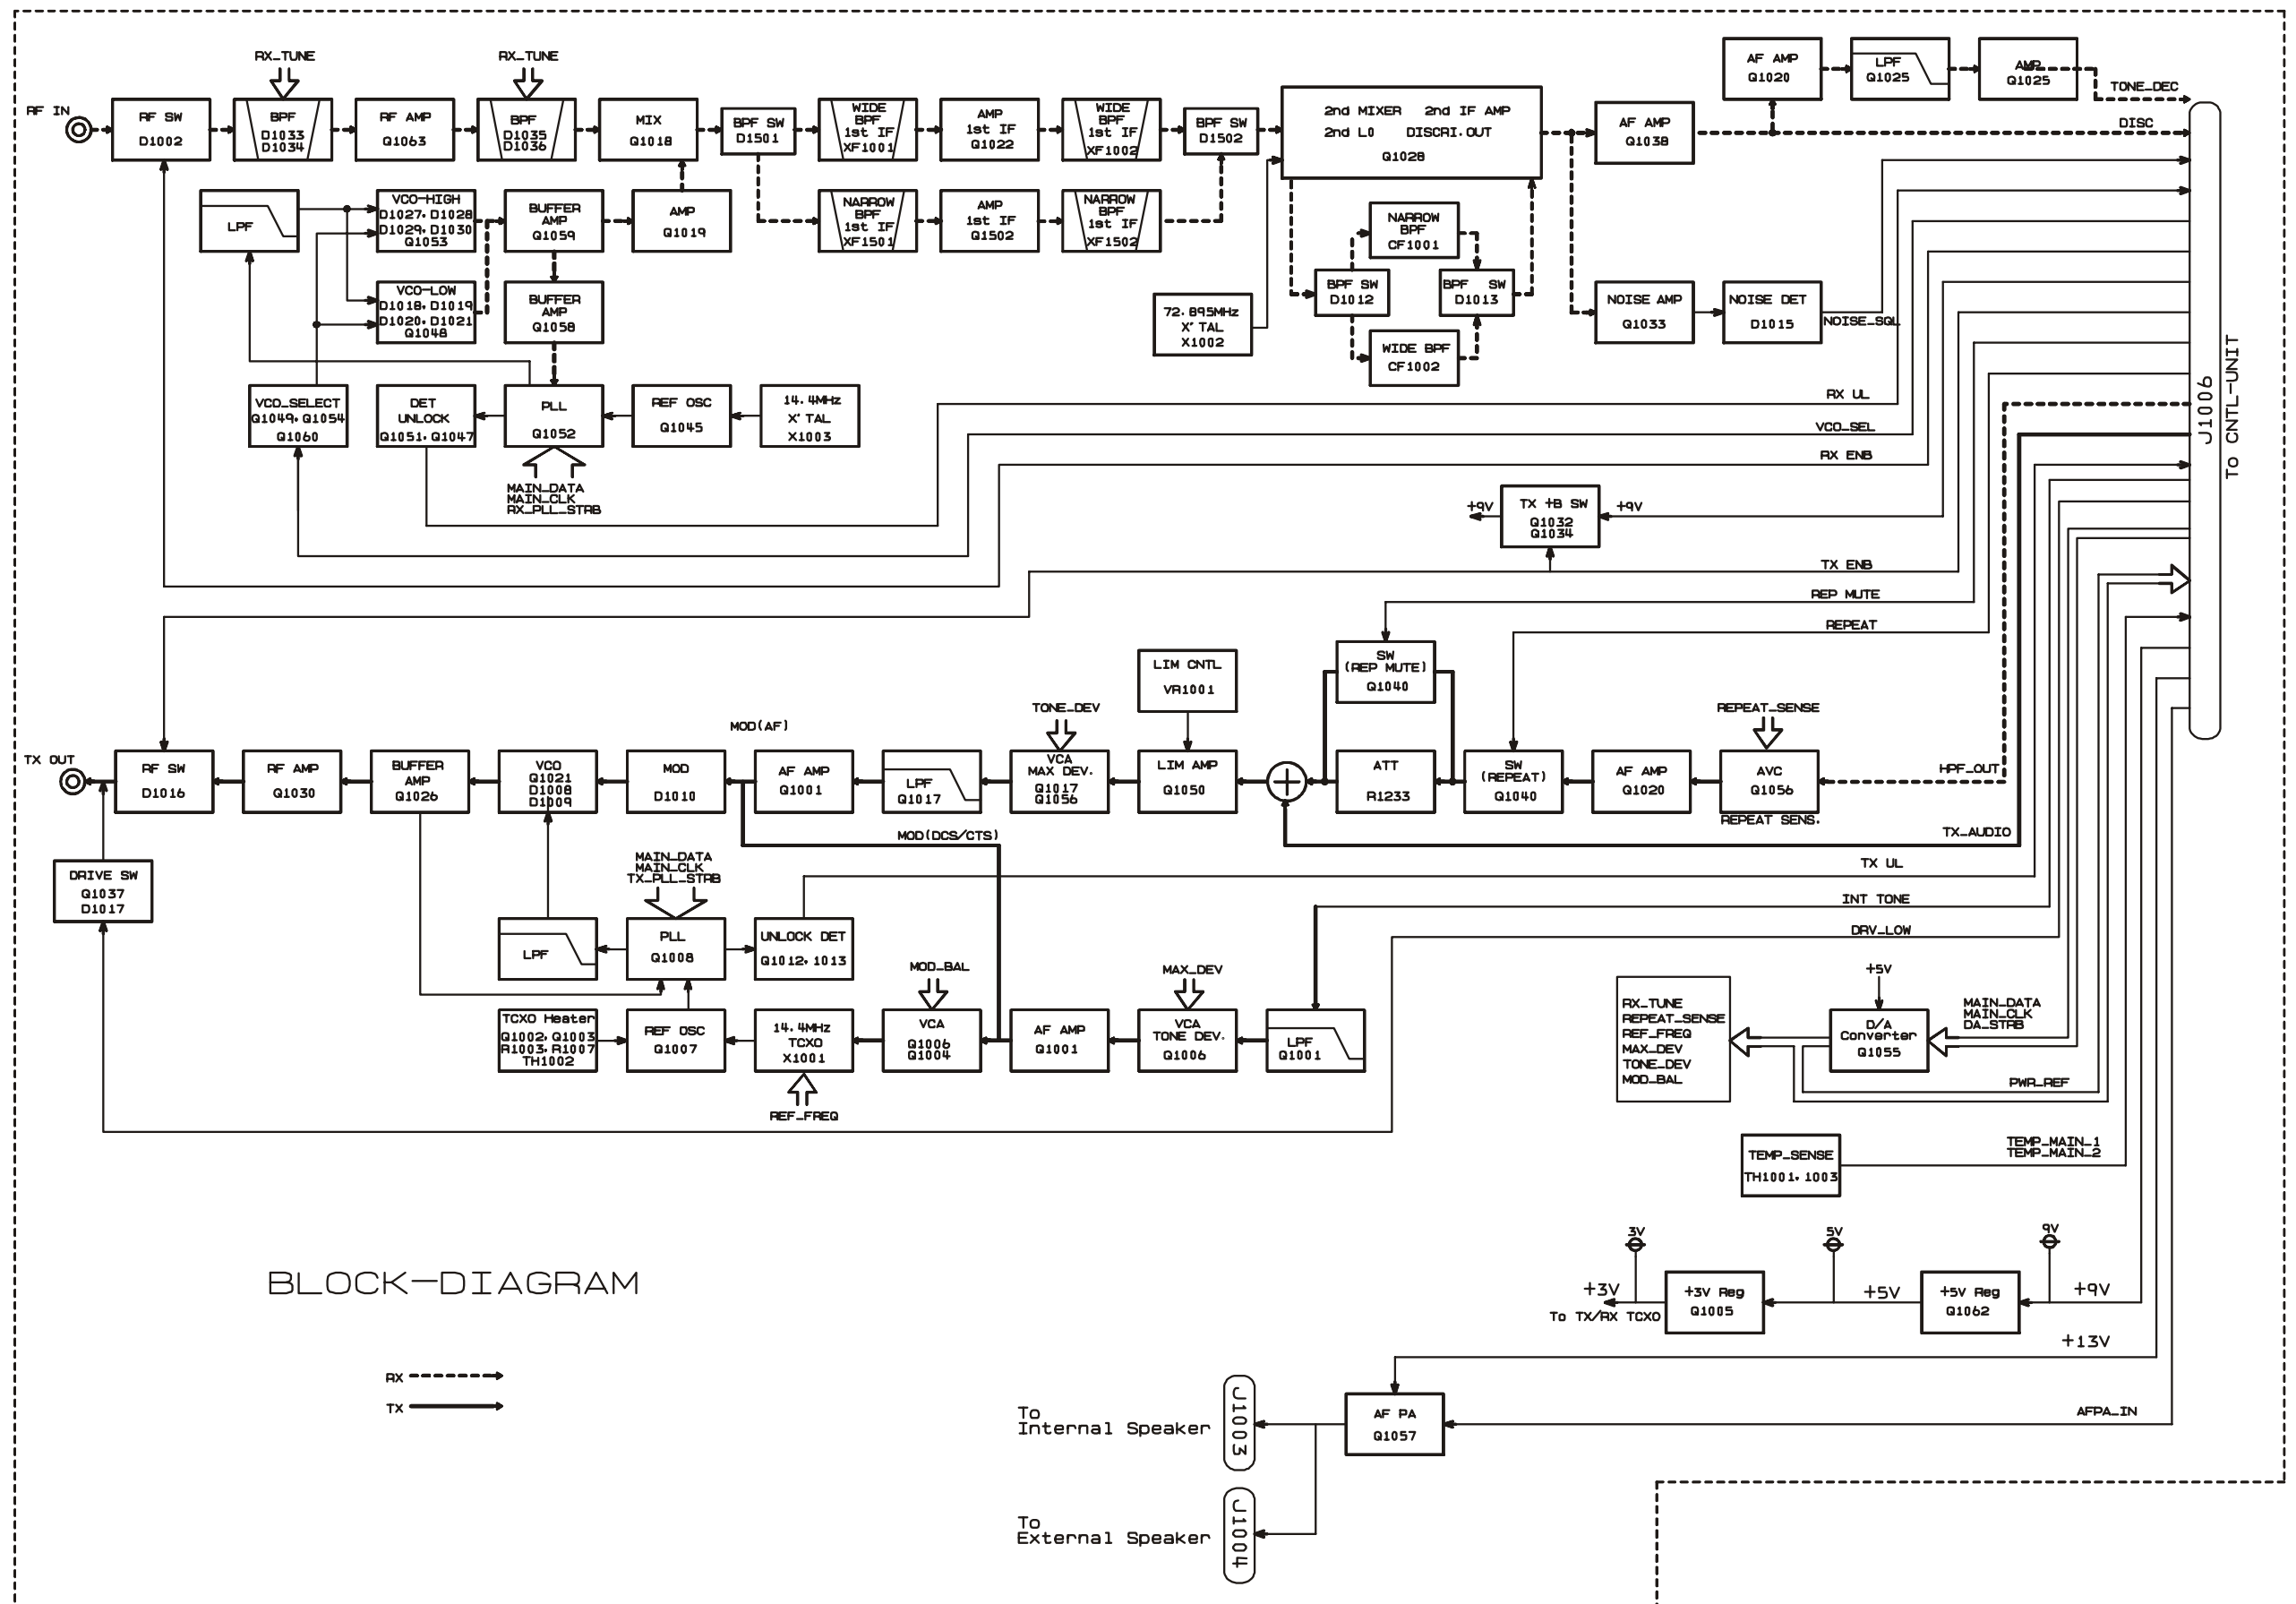 RX_TUNE
RX_TUNE
RF IN
RF SW
D1002
BPF
D1033
D1034
RF AMP
Q1063
BPF
D1035
D1036
MIX
Q1018
BPF SW
D1501
WIDE
BPF
1st IF
XF1001
AMP
1st IF
Q1022
WIDE
BPF
1st IF
XF1002
BPF SW
D1502
2nd MIXER 2nd IF AMP
2nd LO DISCRI.OUT
Q1028
AF AMP
Q1038
AF AMP
Q1020
LPF
Q1025
AMP
Q1025
TONE_DEC
DISC
LPF
VCO-HIGH
D1027, D1028
D1029, D1030
Q1053
BUFFER
AMP
Q1059
AMP
Q1019
NARROW
BPF
1st IF
XF1501
AMP
1st IF
Q1502
NARROW
BPF
1st IF
XF1502
NARROW
BPF
CF1001
BPF SW
D1012
BPF SW
D1013
WIDE BPF
CF1002
VCO-LOW
D1018, D1019
D1020, D1021
Q1048
BUFFER
AMP
Q1058
72.895MHz
X'TAL
X1002
NOISE AMP
Q1033
NOISE DET
D1015
NOISE_SQL
VCO_SELECT
Q1049, Q1054
Q1060
DET
UNLOCK
Q1051, Q1047
PLL
Q1052
REF OSC
Q1045
14.4MHz
X'TAL
X1003
MAIN_DATA
MAIN_CLK
RX_PLL_STRB
RX UL
VCO_SEL
RX ENB
J1006
To CNTL-UNIT
+9V
TX +B SW
Q1032
Q1034
+9V
TX ENB
REP MUTE
REPEAT
SW
(REP MUTE)
Q1040
LIM CNTL
VR1001
MOD(AF)
TONE_DEV
REPEAT_SENSE
TX OUT
RF SW
D1016
RF AMP
Q1030
BUFFER
AMP
Q1026
VCO
Q1021
D1008
D1009
MOD
D1010
AF AMP
Q1001
LPF
Q1017
VCA
MAX DEV.
Q1017
Q1056
LIM AMP
Q1050
ATT
R1233
SW
(REPEAT)
Q1040
AF AMP
Q1020
AVC
Q1056
REPEAT SENS.
HPF_OUT
TX_AUDIO
MOD(DCS/CTS)
TX UL
INT TONE
DRV_LOW
DRIVE SW
Q1037
D1017
MAIN_DATA
MAIN_CLK
TX_PLL_STRB
LPF
PLL
Q1008
UNLOCK DET
Q1012, 1013
MOD_BAL
MAX_DEV
TCXO Heater
Q1002, Q1003
R1003, R1007
TH1002
REF OSC
Q1007
14.4MHz
TCXO
X1001
VCA
Q1006
Q1004
AF AMP
Q1001
VCA
TONE DEV.
Q1006
LPF
Q1001
REF_FREQ
RX_TUNE
REPEAT_SENSE
REF_FREQ
MAX_DEV
TONE_DEV
MOD_BAL
+5V
D/A
Converter
Q1055
MAIN_DATA
MAIN_CLK
DA_STRB
PWR_REF
TEMP_SENSE
TH1001, 1003
TEMP_MAIN_1
TEMP_MAIN_2
3V
5V
9V
+3V
To TX/RX TCXO
+3V Reg
Q1005
+5V
+5V Reg
Q1062
+9V
+13V
BLOCK-DIAGRAM
RX
TX
To
Internal Speaker
J1003
AF PA
Q1057
AFPA_IN
To
External Speaker
J1004